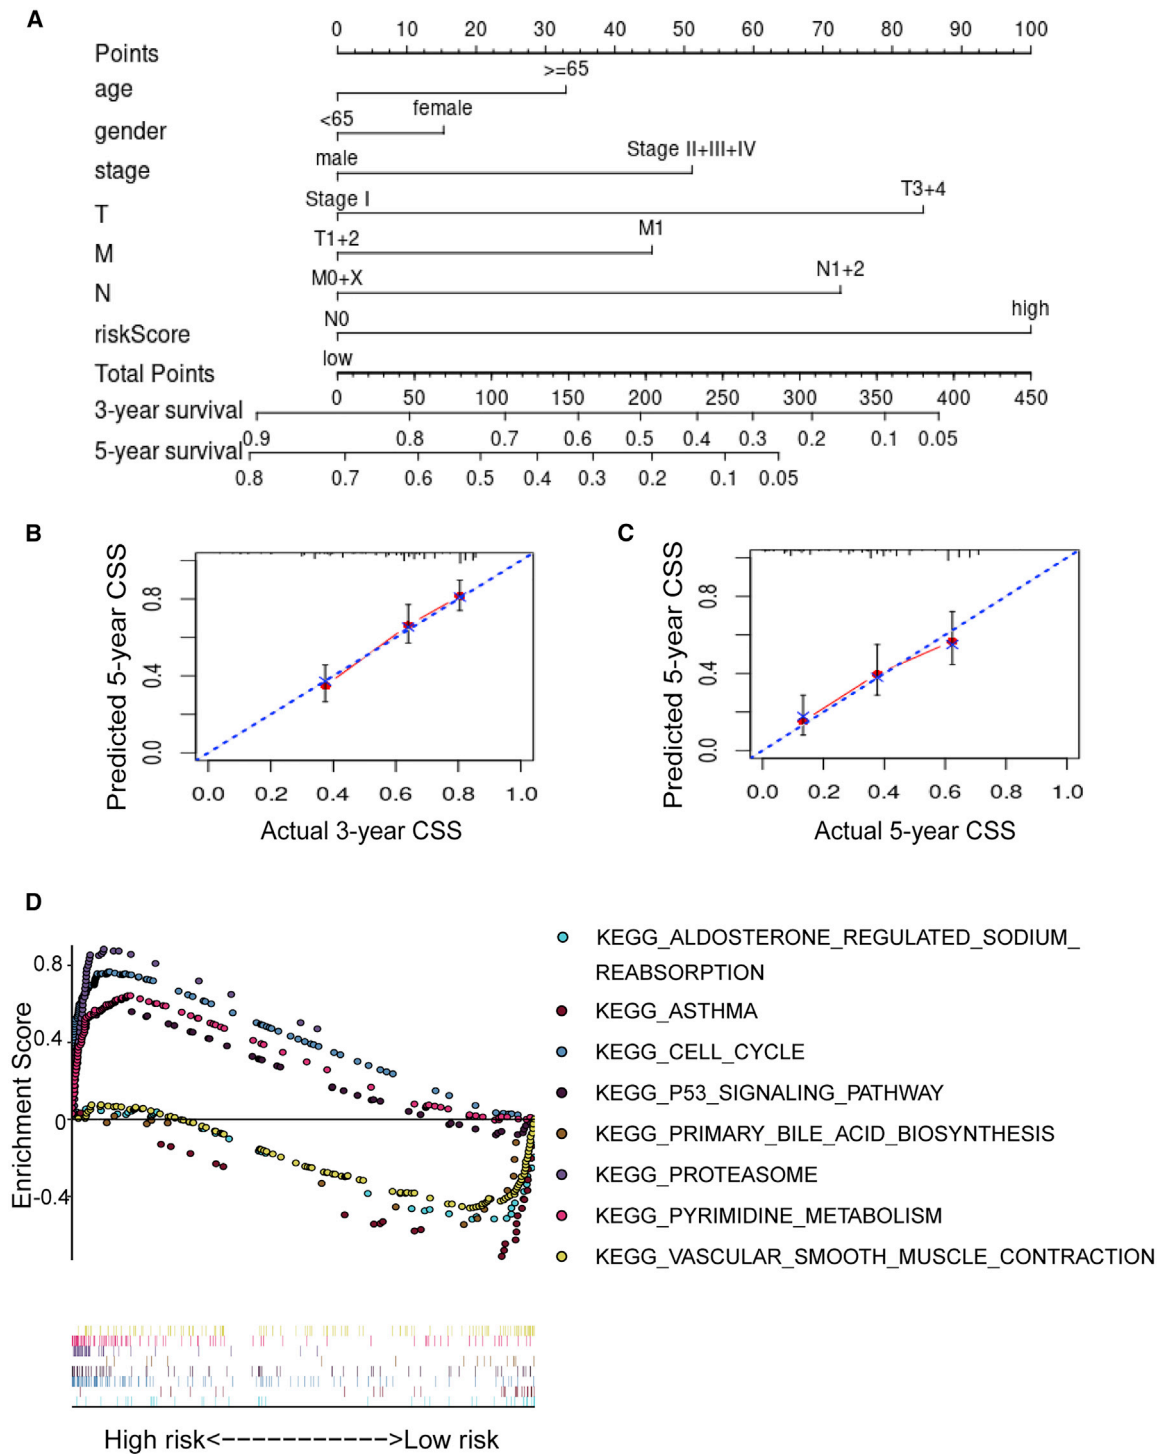 A
0 10 20 30 40 50 60 70 80 90 100
Points
>=65
age
<65 female
gender
male Stage II+III+IV
stage
Stage I T3+4
T
T1+2 M1
M
M0+X N1+2
N
N0 high
riskScore
low
Total Points
0 50 100 150 200 250 300 350 400 450
3-year survival
0.9 0.8 0.7 0.6 0.5 0.4 0.3 0.2 0.1 0.05
5-year survival
0.8 0.7 0.6 0.5 0.4 0.3 0.2 0.1 0.05
B
Predicted 5-year CSS
0.8
0.4
0.0
0.0 0.2 0.4 0.6 0.8 1.0
Actual 3-year CSS
C
Predicted 5-year CSS
0.8
0.4
0.0
0.0 0.2 0.4 0.6 0.8 1.0
Actual 5-year CSS
D
Enrichment Score
0.8
0.4
0
-0.4
KEGG_ALDOSTERONE_REGULATED_SODIUM_
REABSORPTION
KEGG_ASTHMA
KEGG_CELL_CYCLE
KEGG_P53_SIGNALING_PATHWAY
KEGG_PRIMARY_BILE_ACID_BIOSYNTHESIS
KEGG_PROTEASOME
KEGG_PYRIMIDINE_METABOLISM
KEGG_VASCULAR_SMOOTH_MUSCLE_CONTRACTION
High risk<------------>Low risk